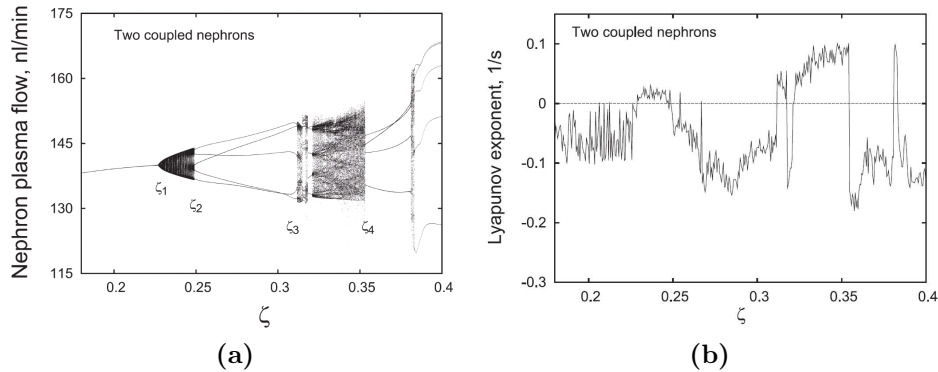 Two coupled nephrons
Nephron plasma flow, nl/min
175
160
145
130
115
ζ1
ζ2
ζ3
ζ4
0.2
0.25
0.3
0.35
0.4
ζ
(a)
Two coupled nephrons
Lyapunov exponent, 1/s
0.1
0
-0.1
-0.2
-0.3
0.2
0.25
0.3
0.35
0.4
ζ
(b)